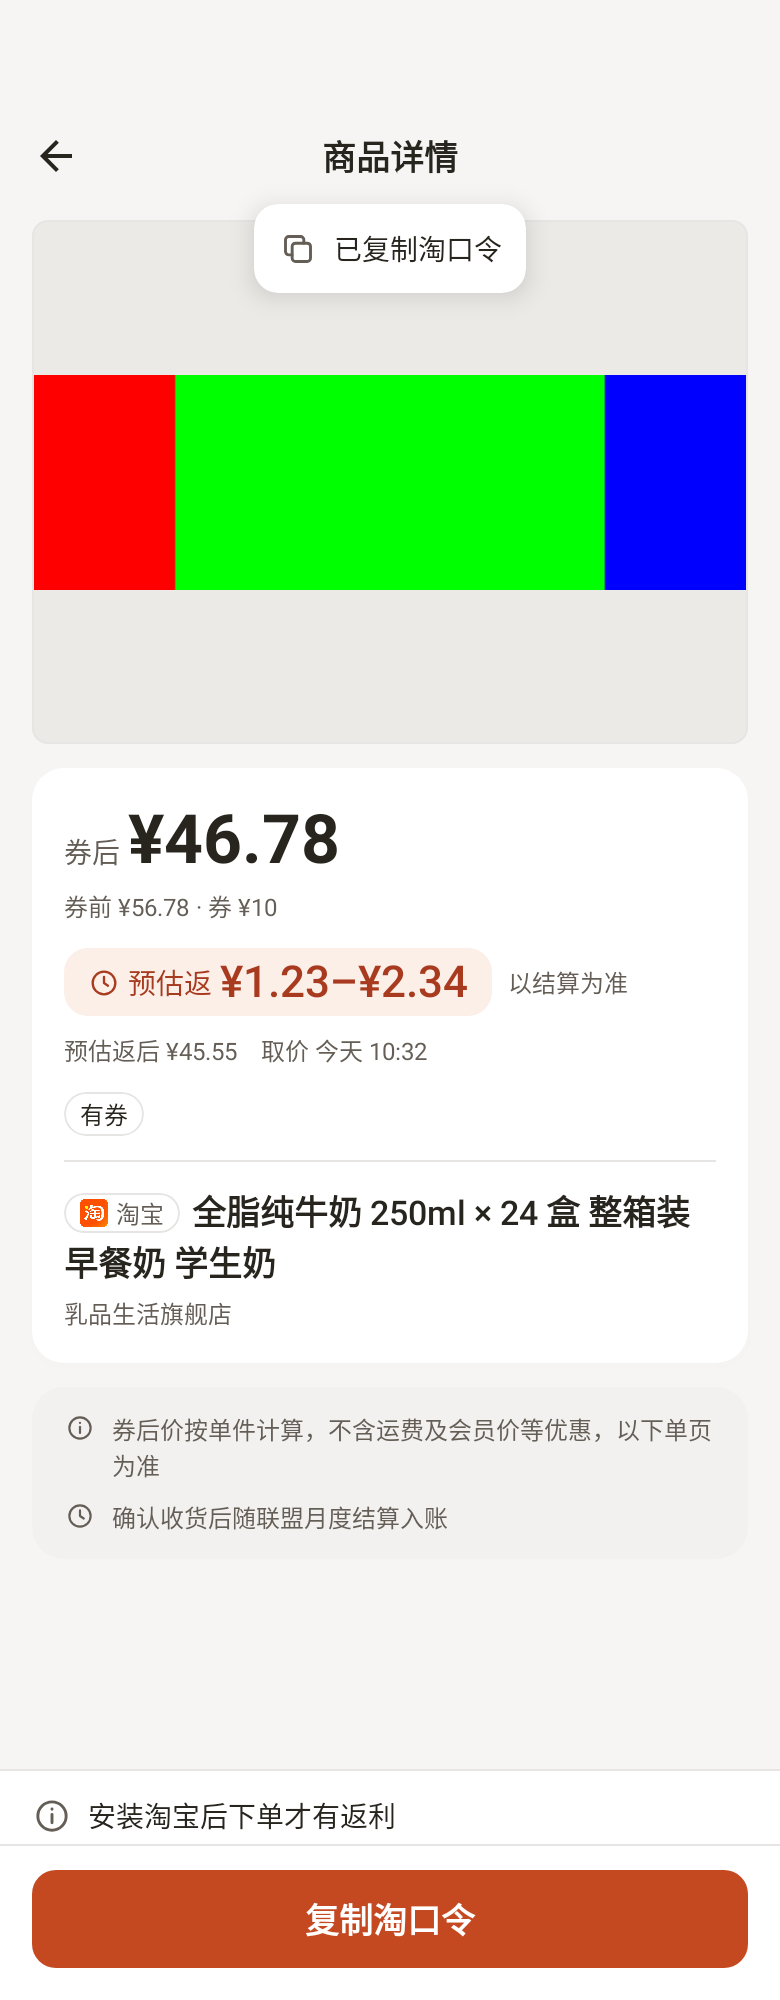 商品详情
已复制淘口令
券后 ¥46.78
券前 ¥56.78 · 券 ¥10
预估返 ¥1.23–¥2.34 以结算为准
预估返后 ¥45.55 取价 今天 10:32
有券
淘 淘宝 全脂纯牛奶 250ml × 24 盒 整箱装
早餐奶 学生奶
乳品生活旗舰店
券后价按单件计算，不含运费及会员价等优惠，以下单页
为准
确认收货后随联盟月度结算入账
安装淘宝后下单才有返利
复制淘口令